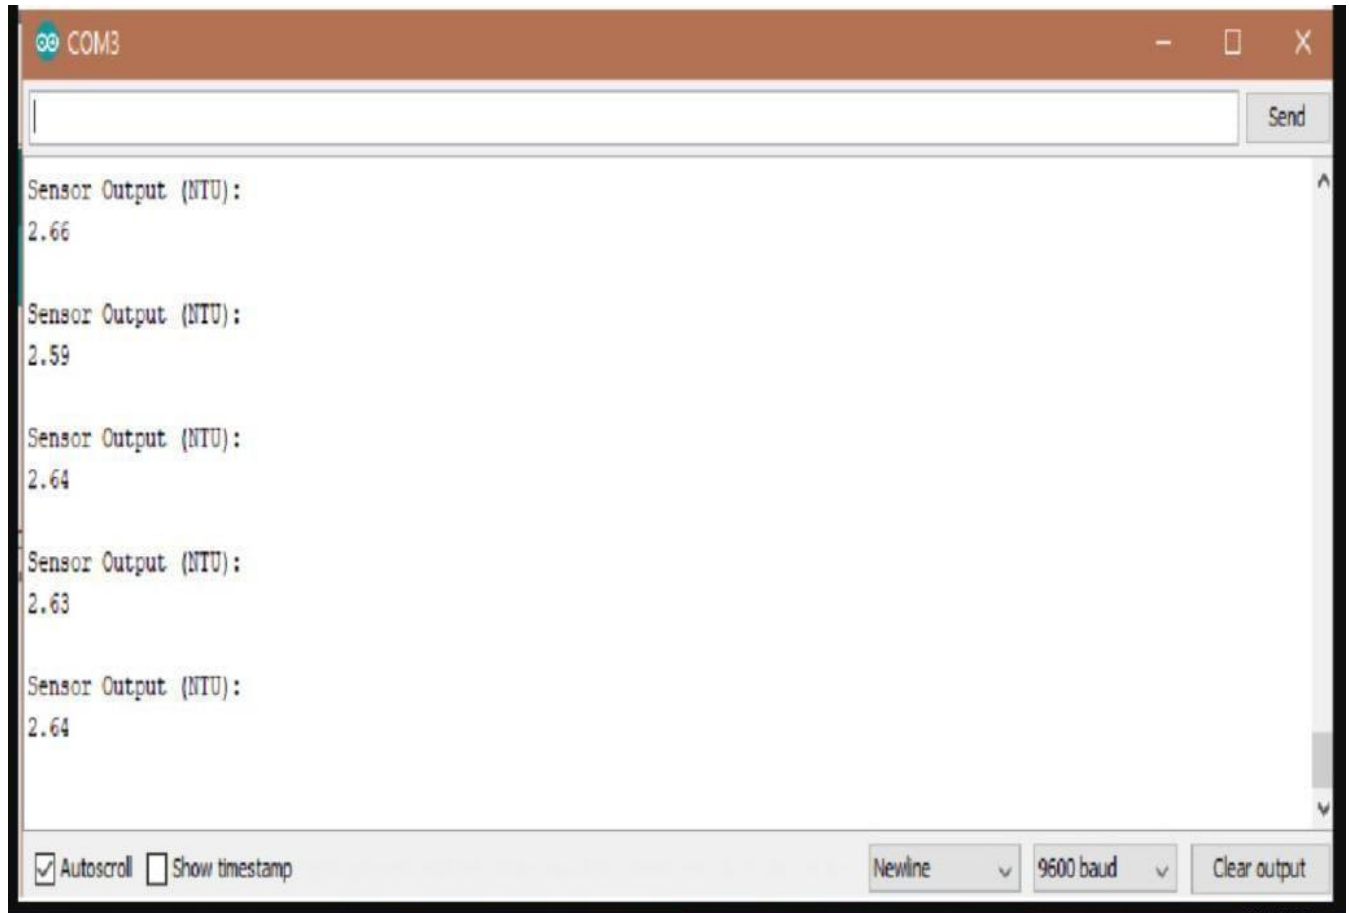 COM3
Send
Sensor Output (NTU):
2.66
Sensor Output (NTU):
2.59
Sensor Output (NTU):
2.64
Sensor Output (NTU):
2.63
Sensor Output (NTU):
2.64
Autoscroll Show timestamp Newline 9600 baud Clear output